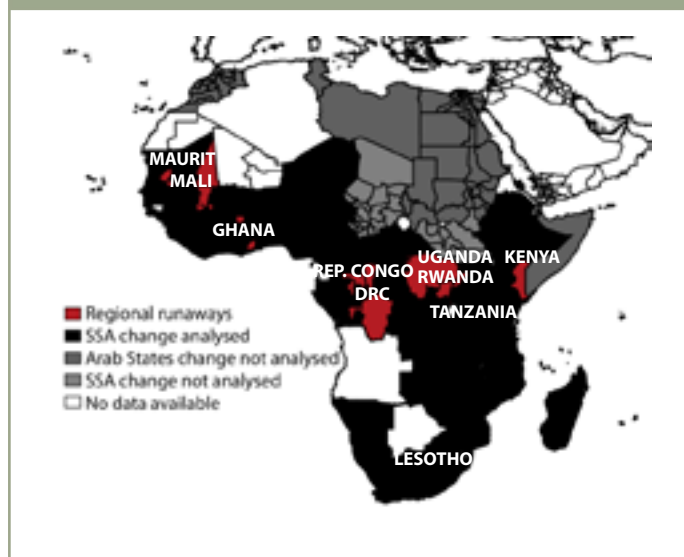 MAURIT
MALI
GHANA
UGANDA KENYA
REP. CONGO RWANDA
DRC
TANZANIA
Regional runaways
SSA change analysed
Arab States change not analysed
SSA change not analysed
No data available
LESOTHO